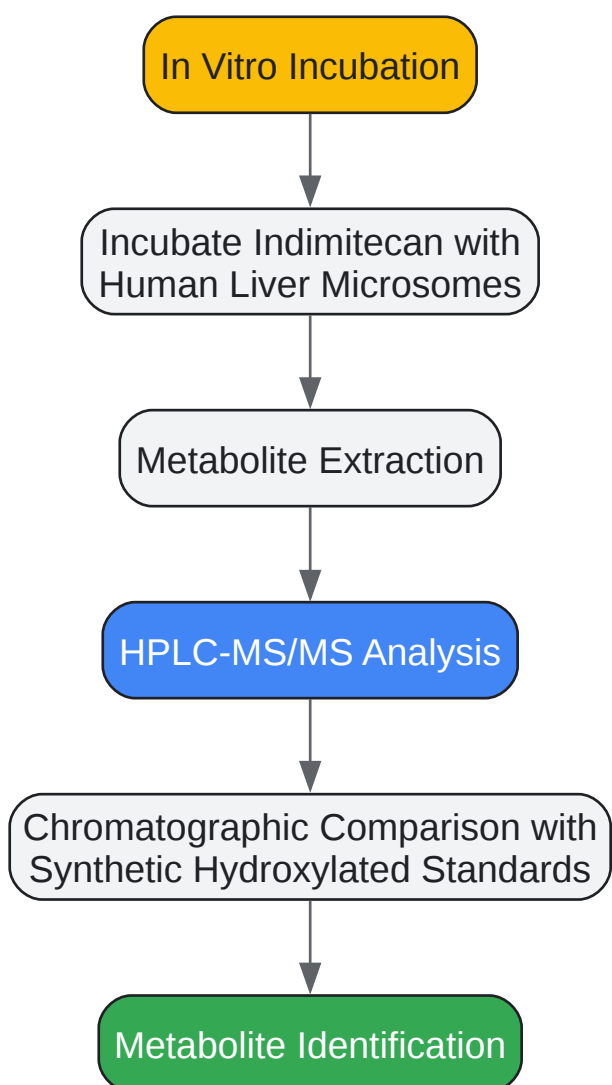 In Vitro Incubation
Incubate Indimitecan with
Human Liver Microsomes
Metabolite Extraction
HPLC-MS/MS Analysis
Chromatographic Comparison with
Synthetic Hydroxylated Standards
Metabolite Identification